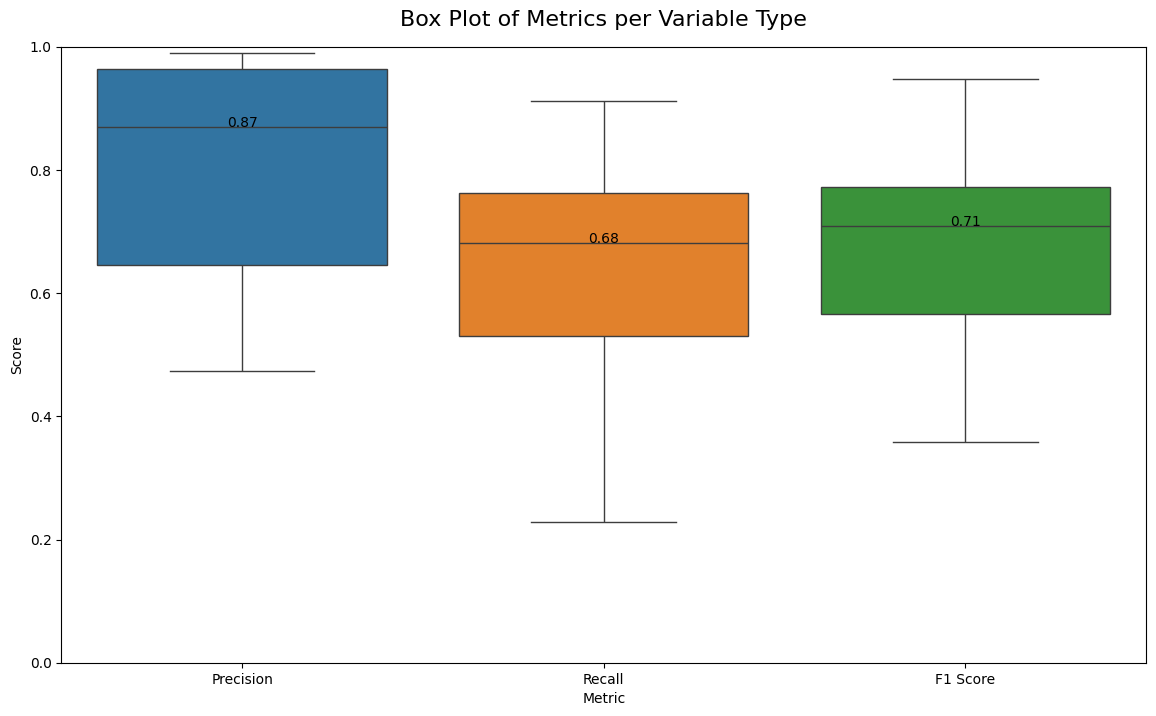 Box Plot of Metrics per Variable Type
1.0
0.8
0.6
0.4
0.2
0.0
Score
0.87
0.68
0.71
Precision
Recall
F1 Score
Metric